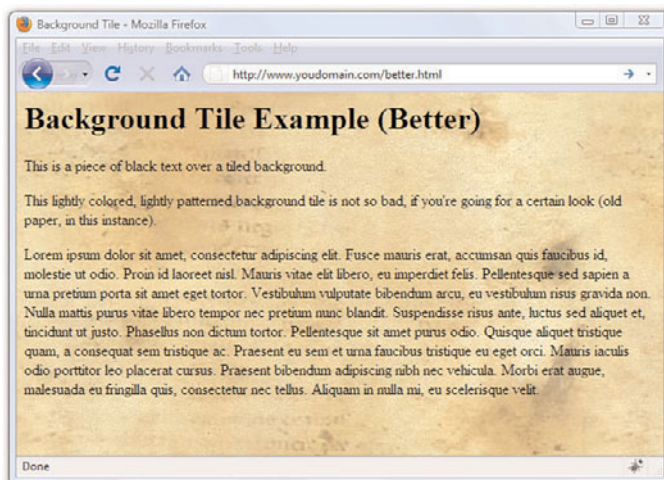 Background Tile - Mozilla Firefox
File Edit View History Bookmarks Tools Help
http://www.youdomain.com/better.html
Background Tile Example (Better)
This is a piece of black text over a tiled background.
This lightly colored, lightly patterned background tile is not so bad, if you're going for a certain look (old
paper, in this instance).
Lorem ipsum dolor sit amet, consectetur adipiscing elit. Fusce mauris erat, accumsan quis faucibus id,
molestie ut odio. Proin id laoreet nisl. Mauris vitae elit libero, eu imperdiet felis. Pellentesque sed sapien a
urna pretium porta sit amet eget tortor. Vestibulum vulputate bibendum arcu, eu vestibulum risus gravida non.
Nulla mattis purus vitae libero tempor nec pretium nunc blandit. Suspendisse risus ante, luctus sed aliquet et,
tincidunt ut justo. Phasellus non dictum tortor. Pellentesque sit amet purus odio. Quisque aliquet tristique
quam, a consequat sem tristique ac. Praesent eu sem et urna faucibus tristique eu eget orci. Mauris iaculis
odio porttitor leo placerat cursus. Praesent bibendum adipiscing nibh nec vehicula. Morbi erat augue,
malesuada eu fringilla quis, consectetur nec tellus. Aliquam in nulla mi, eu scelerisque velit.
Done